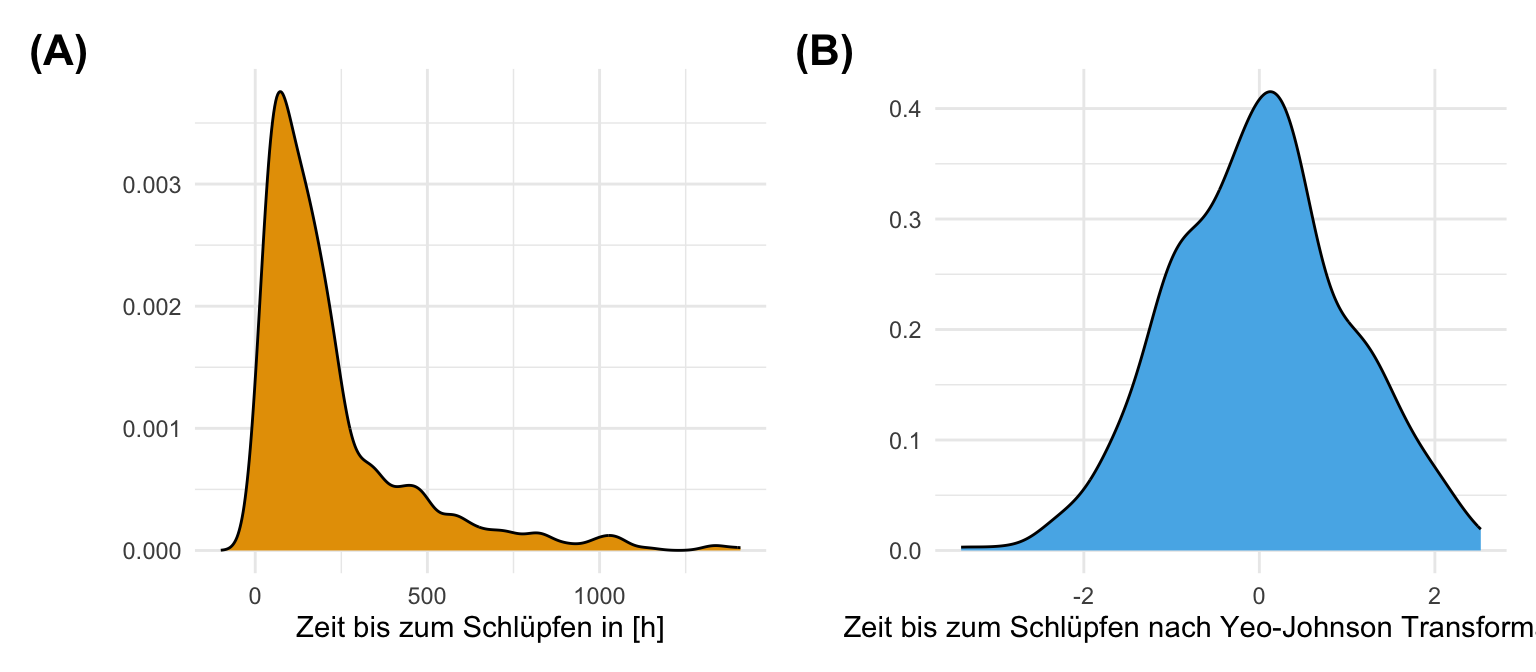 (A)
0.003
0.002
0.001
0.000
0 500 1000
Zeit bis zum Schlüpfen in [h]
(B)
0.4
0.3
0.2
0.1
0.0
-2 0 2
Zeit bis zum Schlüpfen nach Yeo-Johnson Transform.